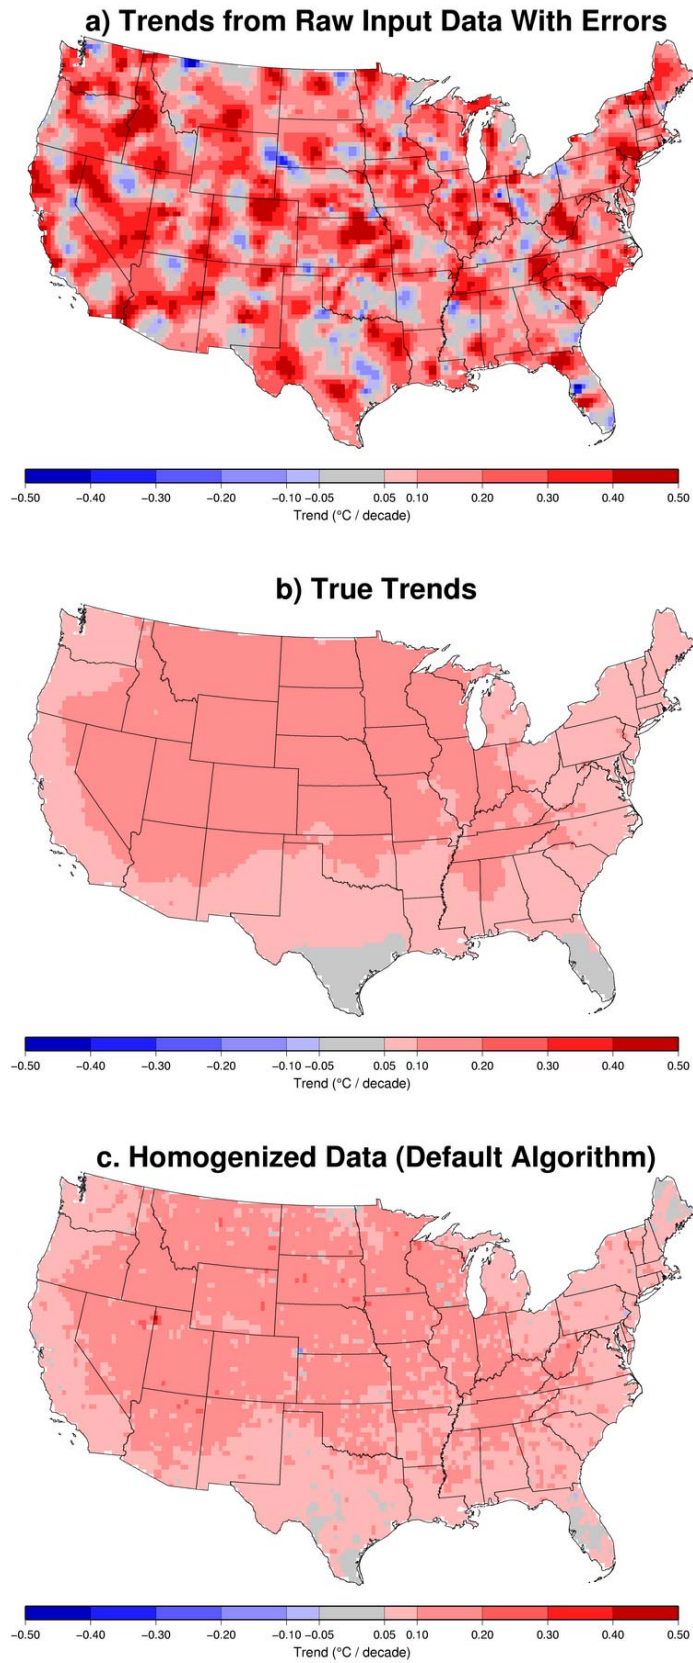 a) Trends from Raw Input Data With Errors
−0.50 −0.40 −0.30 −0.20 −0.10 −0.05 0.05 0.10 0.20 0.30 0.40 0.50
Trend (°C / decade)
b) True Trends
−0.50 −0.40 −0.30 −0.20 −0.10 −0.05 0.05 0.10 0.20 0.30 0.40 0.50
Trend (°C / decade)
c. Homogenized Data (Default Algorithm)
−0.50 −0.40 −0.30 −0.20 −0.10 −0.05 0.05 0.10 0.20 0.30 0.40 0.50
Trend (°C / decade)